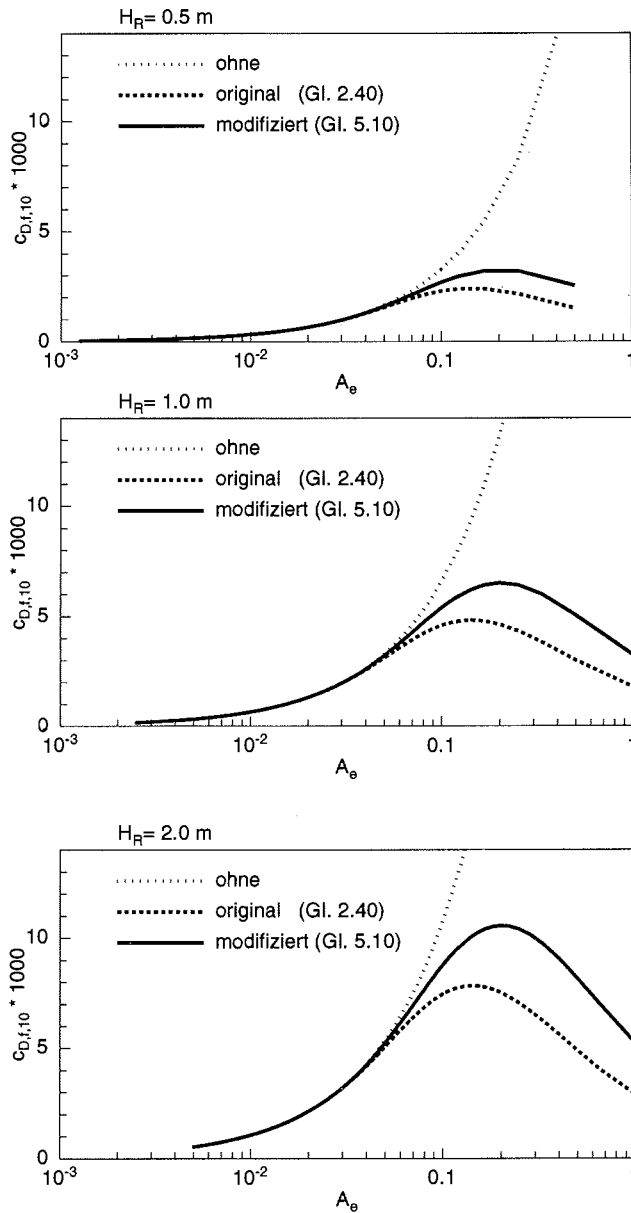 H_R= 0.5 m
ohne
original (Gl. 2.40)
modifiziert (Gl. 5.10)
c_D,f,10 * 1000
10
5
0
10^-3
10^-2
0.1
1
A_e
H_R= 1.0 m
ohne
original (Gl. 2.40)
modifiziert (Gl. 5.10)
c_D,f,10 * 1000
10
5
0
10^-3
10^-2
0.1
1
A_e
H_R= 2.0 m
ohne
original (Gl. 2.40)
modifiziert (Gl. 5.10)
c_D,f,10 * 1000
10
5
0
10^-3
10^-2
0.1
1
A_e